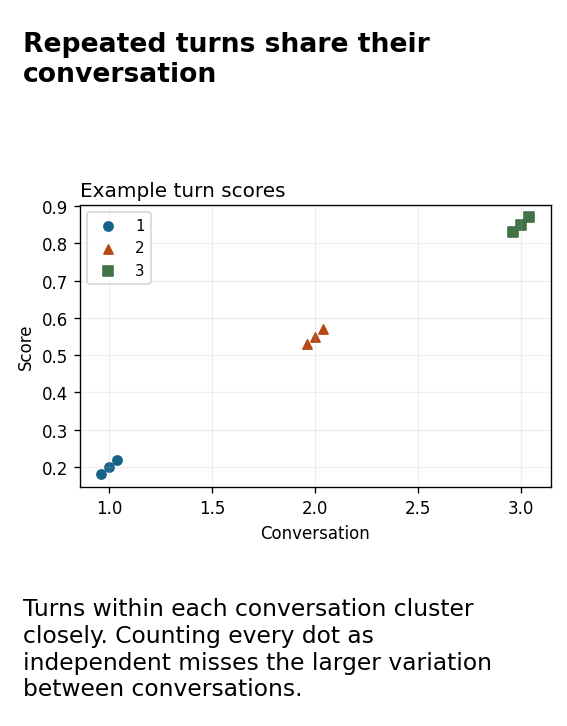 Repeated turns share their
conversation
Example turn scores
0.9
0.8
0.7
0.6
0.5
0.4
0.3
0.2
Score
1
2
3
1.0
1.5
2.0
2.5
3.0
Conversation
Turns within each conversation cluster
closely. Counting every dot as
independent misses the larger variation
between conversations.